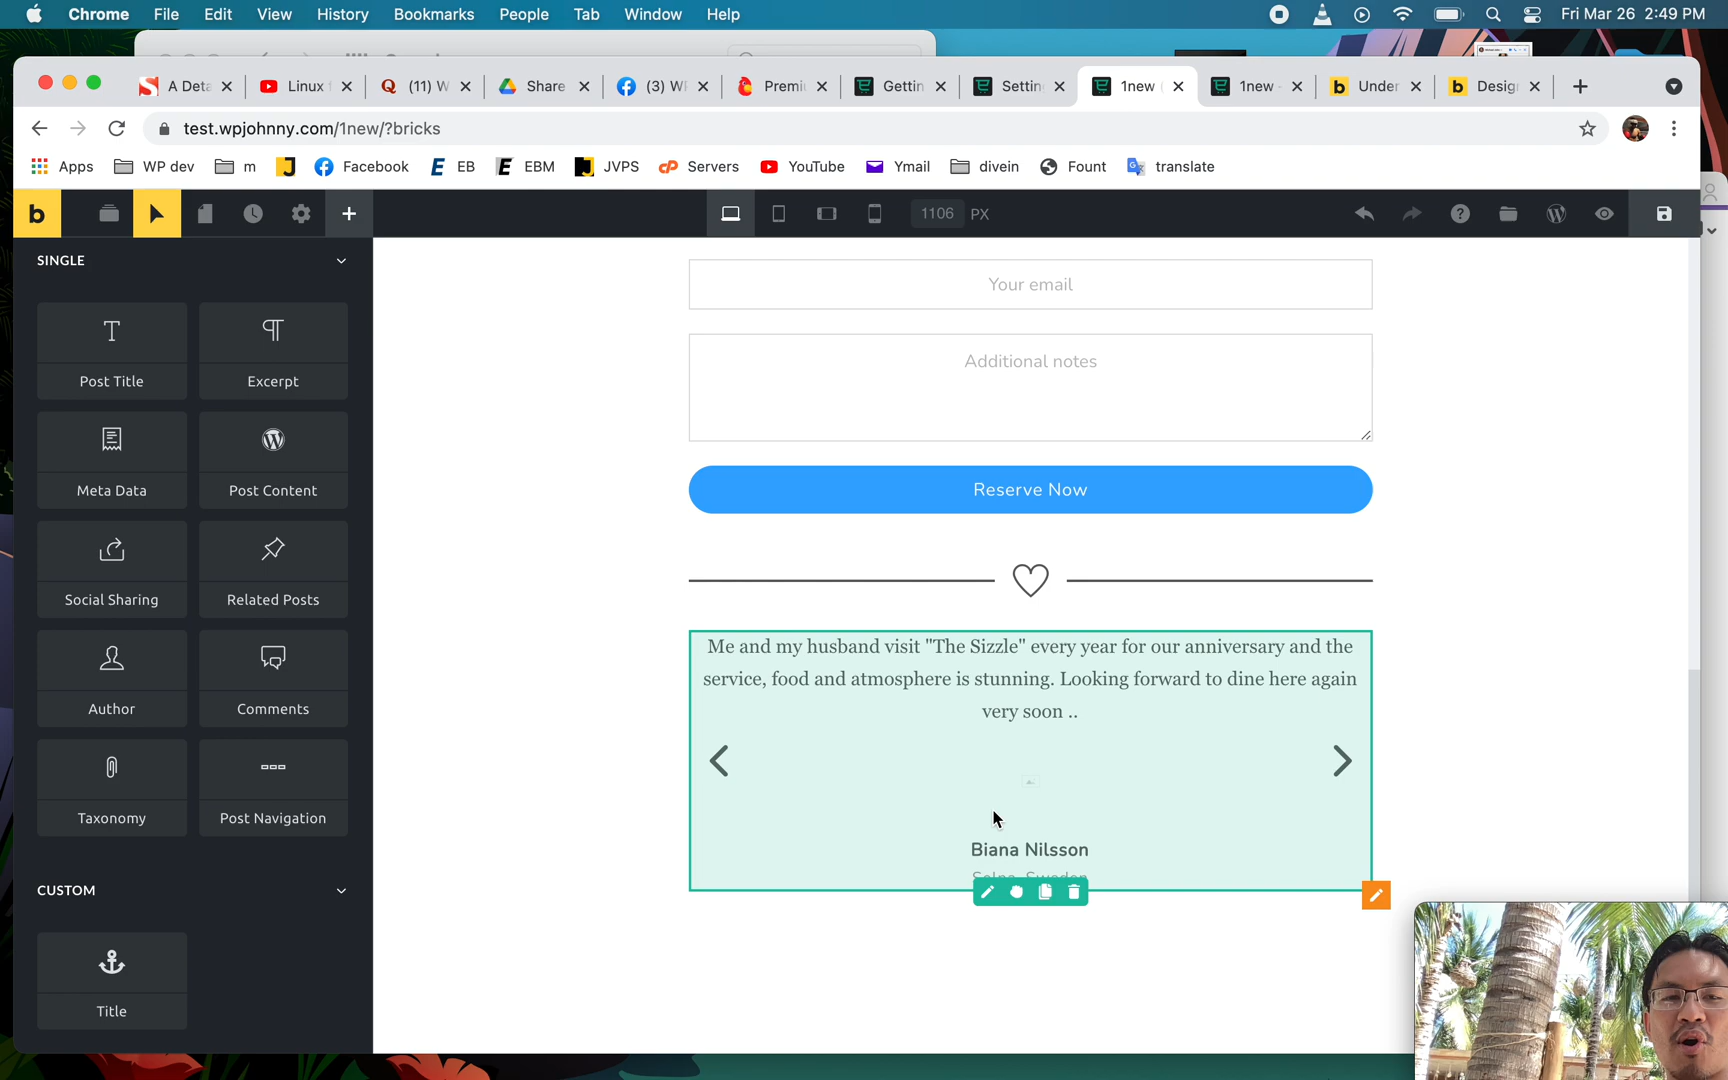 Chrome File Edit View History Bookmarks People Tab Window Help Fri Mar 26 2:49 PM
A Deta Linux (11) W Share (3) W Premi Gettin Settin 1new 1new - Under Design
test.wpjohnny.com/1new/?bricks
Apps WP dev m Facebook EB EBM JVPS Servers YouTube Ymail divein Fount translate
b 1106 PX
SINGLE
Your email
Additional notes
Post Title Excerpt
Meta Data Post Content
Reserve Now
Social Sharing Related Posts
Me and my husband visit "The Sizzle" every year for our anniversary and the
service, food and atmosphere is stunning. Looking forward to dine here again
very soon ..
Author Comments
Taxonomy Post Navigation
Biana Nilsson
CUSTOM
Title